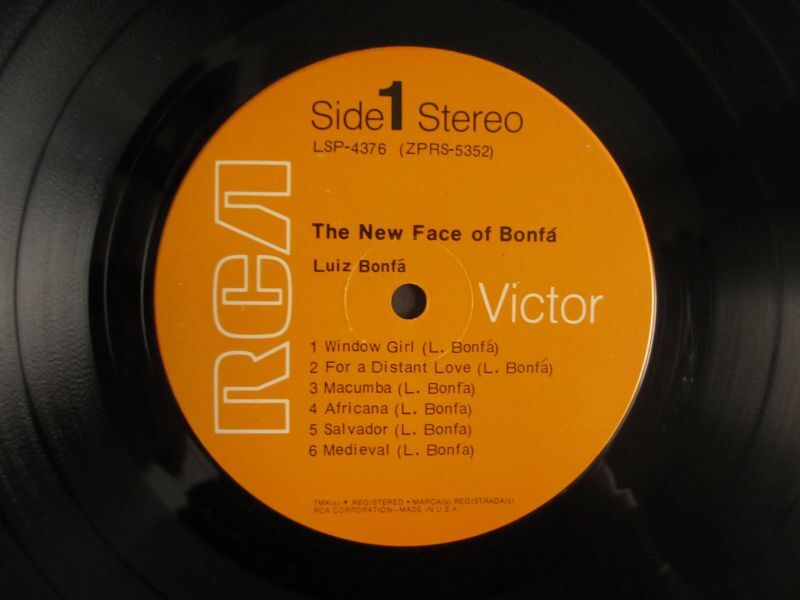 Side 1 Stereo
LSP-4376 (ZPRS-5352)
The New Face of Bonfá
Luiz Bonfá
RCA
Victor
1 Window Girl (L. Bonfá)
2 For a Distant Love (L. Bonfá)
3 Macumba (L. Bonfa)
4 Africana (L. Bonfa)
5 Salvador (L. Bonfa)
6 Medieval (L. Bonfa)
TMK(s) ® REGISTERED • MARCA(s) REGISTRADA(s)
RCA CORPORATION–MADE IN U.S.A.